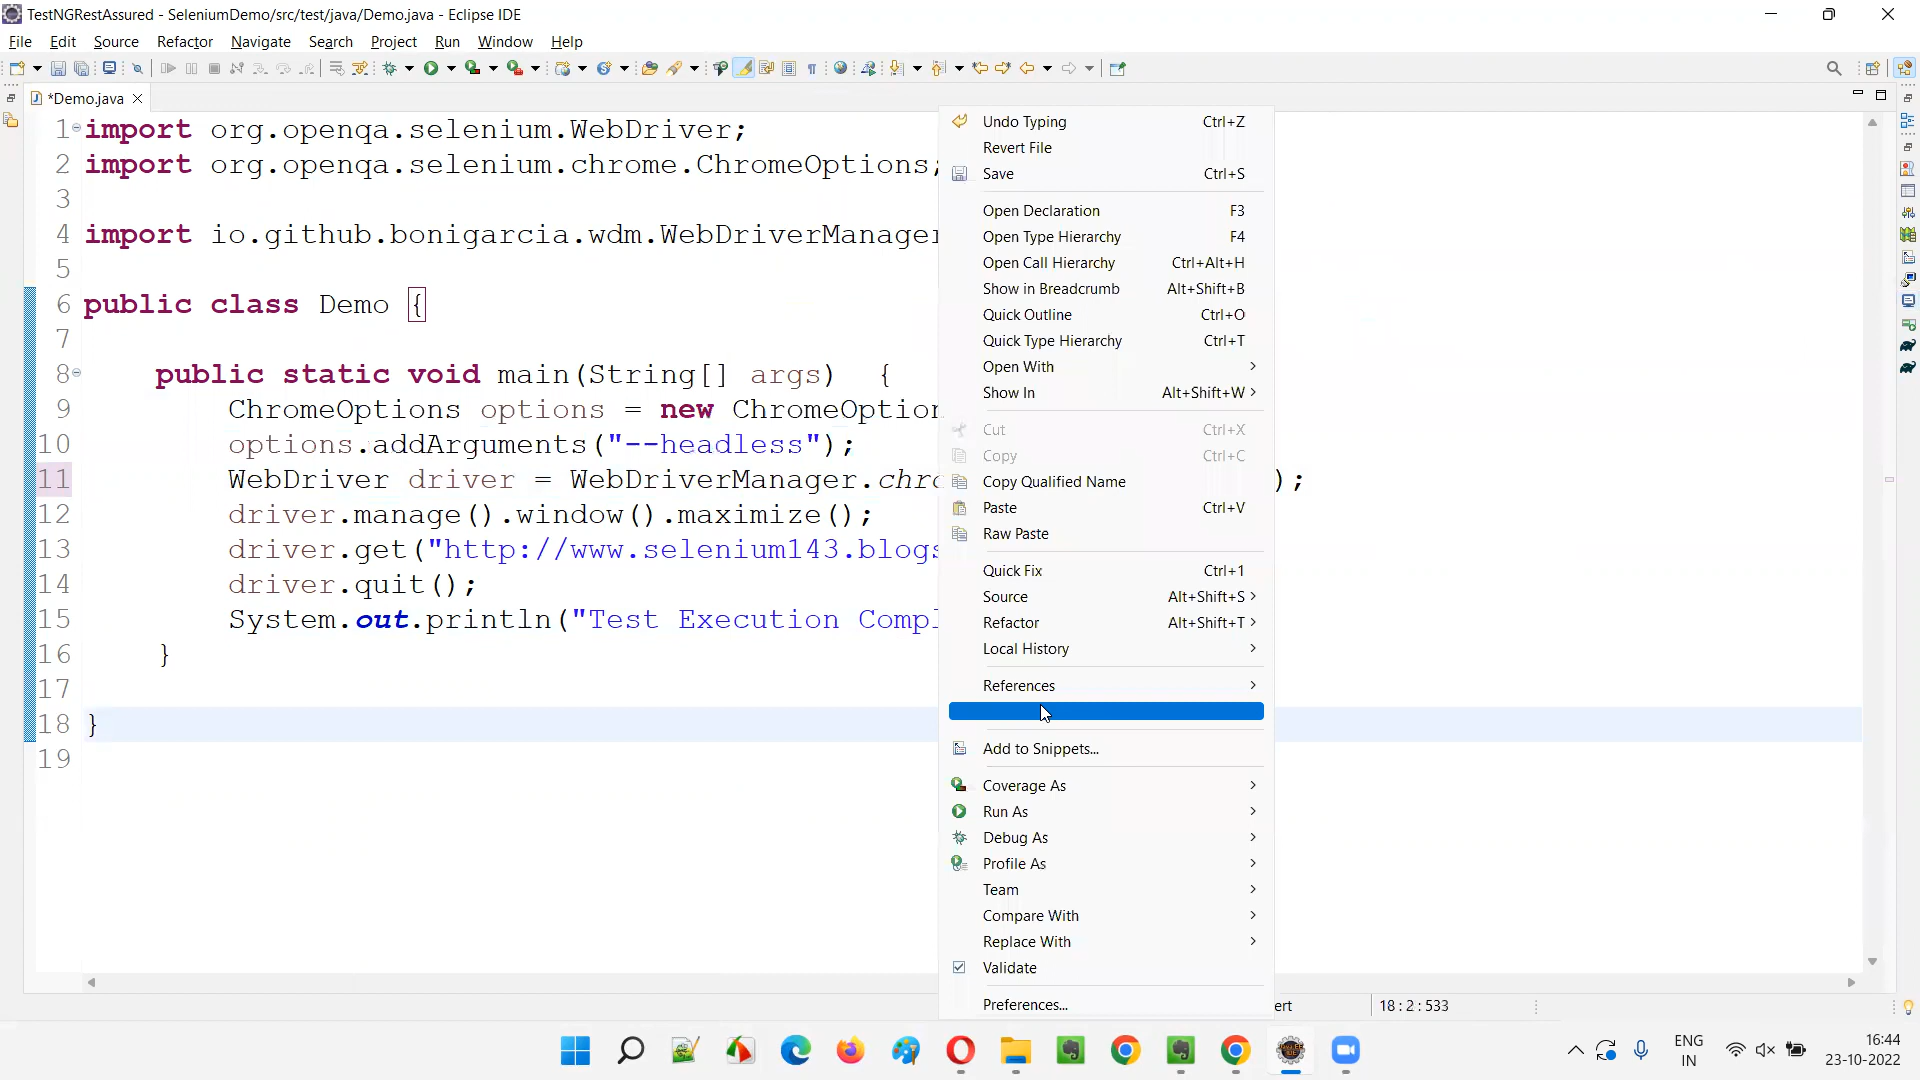 TestNGRestAssured - SeleniumDemo/src/test/java/Demo.java - Eclipse IDE
File Edit Source Refactor Navigate Search Project Run Window Help
*Demo.java
1 import org.openqa.selenium.WebDriver;
2 import org.openqa.selenium.chrome.ChromeOptions;
3
4 import io.github.bonigarcia.wdm.WebDriverManager
5
6 public class Demo {
7
8 public static void main(String[] args) {
9 ChromeOptions options = new ChromeOption
10 options.addArguments("--headless");
11 WebDriver driver = WebDriverManager.chro );
12 driver.manage().window().maximize();
13 driver.get("http://www.selenium143.blogs
14 driver.quit();
15 System.out.println("Test Execution Compl
16 }
17
18 }
19
Undo Typing Ctrl+Z
Revert File
Save Ctrl+S
Open Declaration F3
Open Type Hierarchy F4
Open Call Hierarchy Ctrl+Alt+H
Show in Breadcrumb Alt+Shift+B
Quick Outline Ctrl+O
Quick Type Hierarchy Ctrl+T
Open With
Show In Alt+Shift+W
Cut Ctrl+X
Copy Ctrl+C
Copy Qualified Name
Paste Ctrl+V
Raw Paste
Quick Fix Ctrl+1
Source Alt+Shift+S
Refactor Alt+Shift+T
Local History
References
Add to Snippets...
Coverage As
Run As
Debug As
Profile As
Team
Compare With
Replace With
Validate
Preferences...
ert 18 : 2 : 533
ENG
IN
16:44
23-10-2022